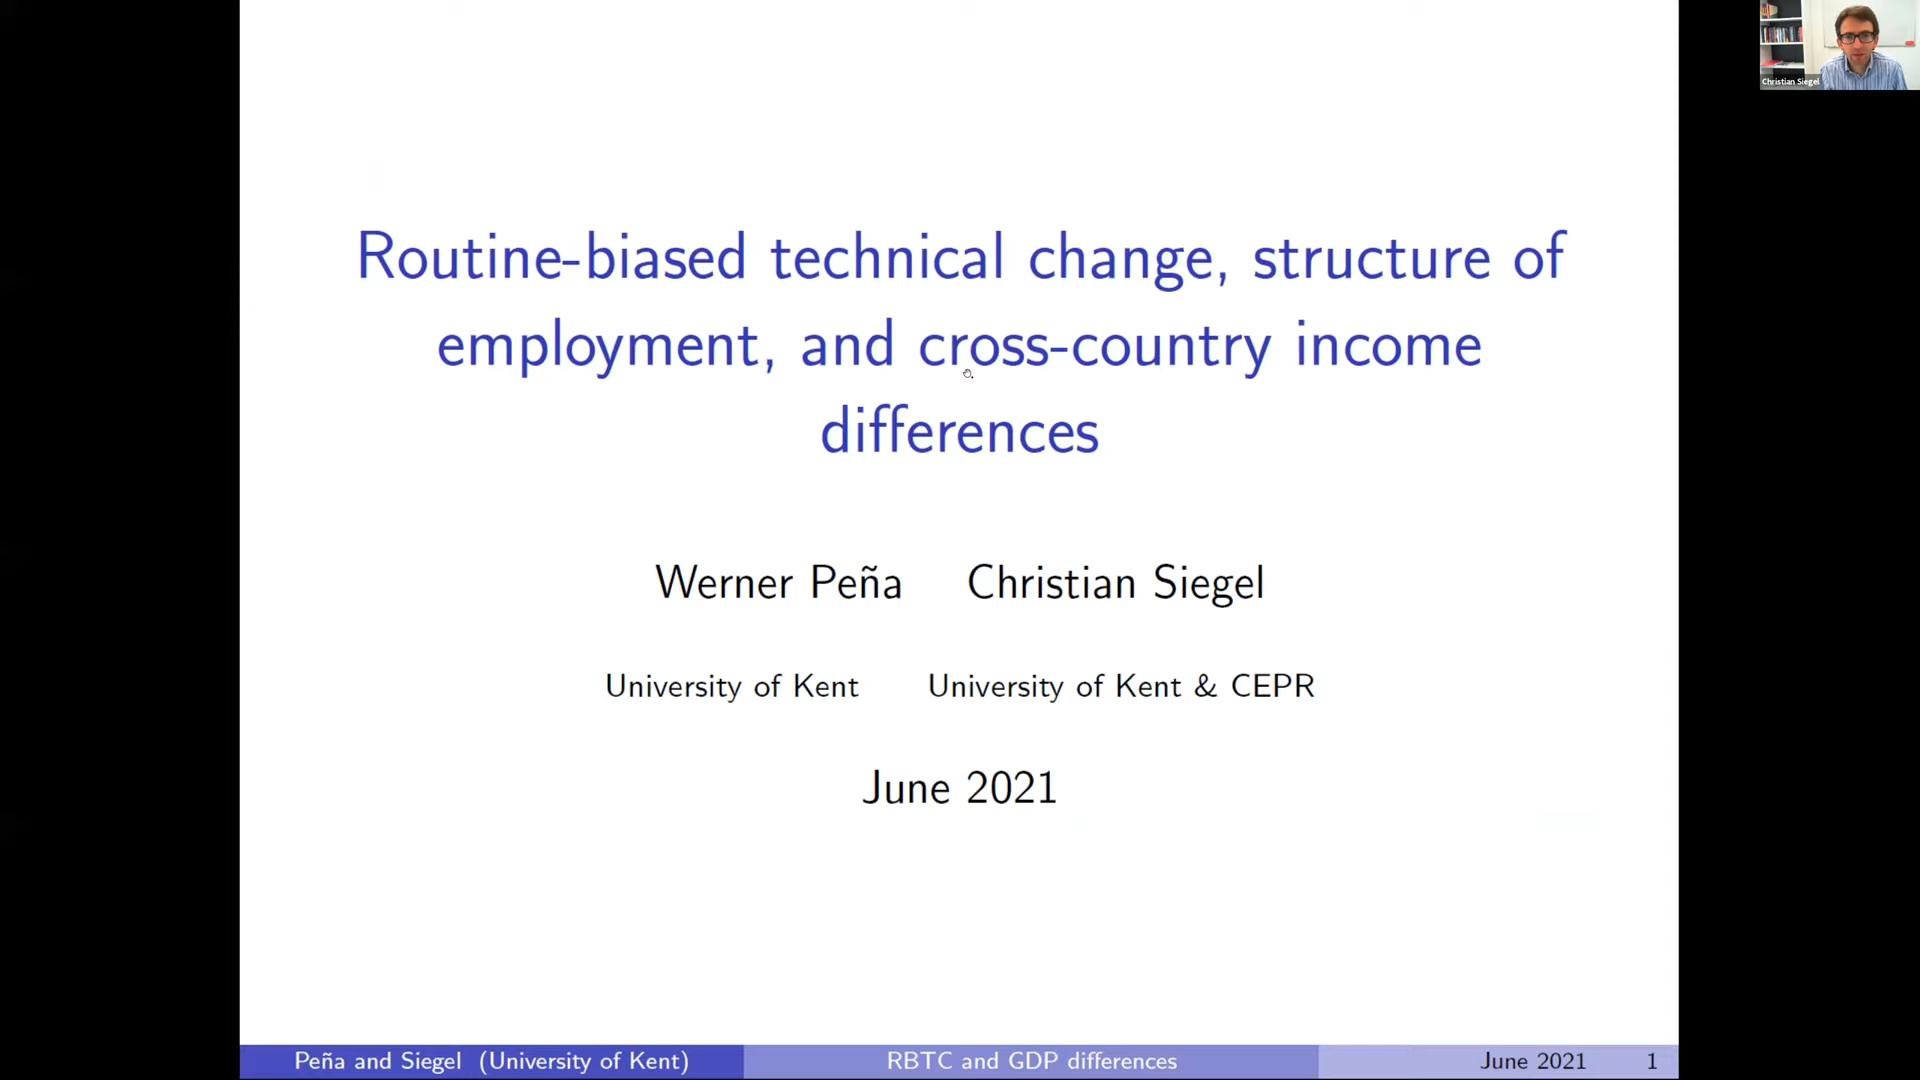 Christian Siegel
Routine-biased technical change, structure of
employment, and cross-country income
differences
Werner Peña Christian Siegel
University of Kent University of Kent & CEPR
June 2021
Peña and Siegel (University of Kent) RBTC and GDP differences June 2021 1